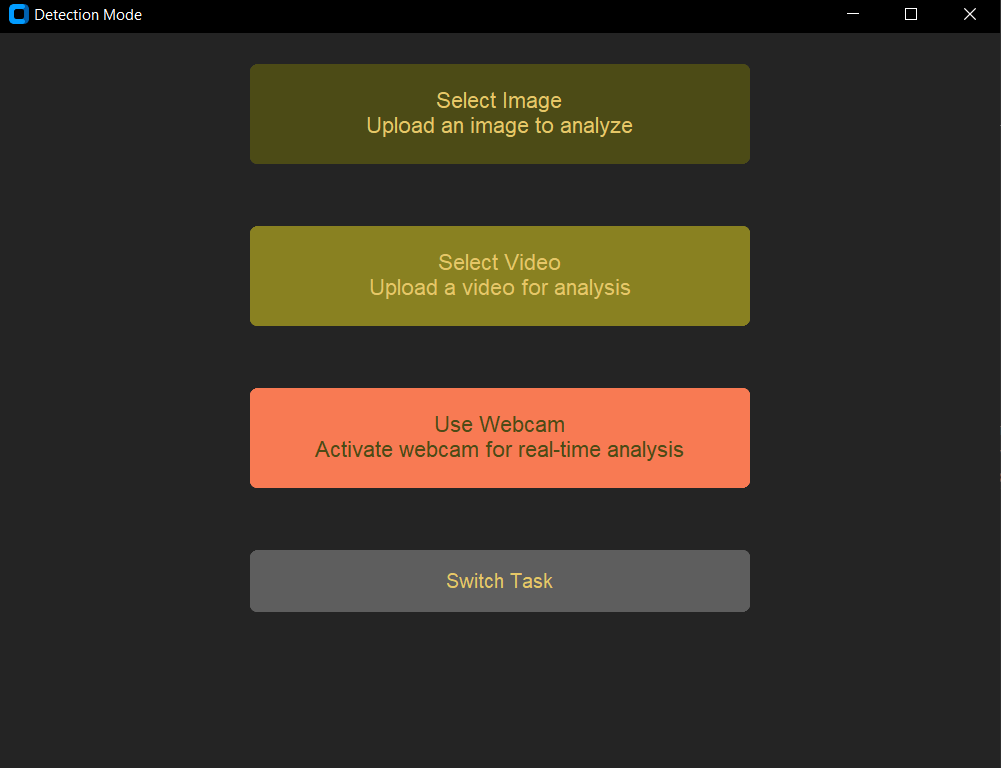 Detection Mode
Select Image
Upload an image to analyze
Select Video
Upload a video for analysis
Use Webcam
Activate webcam for real-time analysis
Switch Task